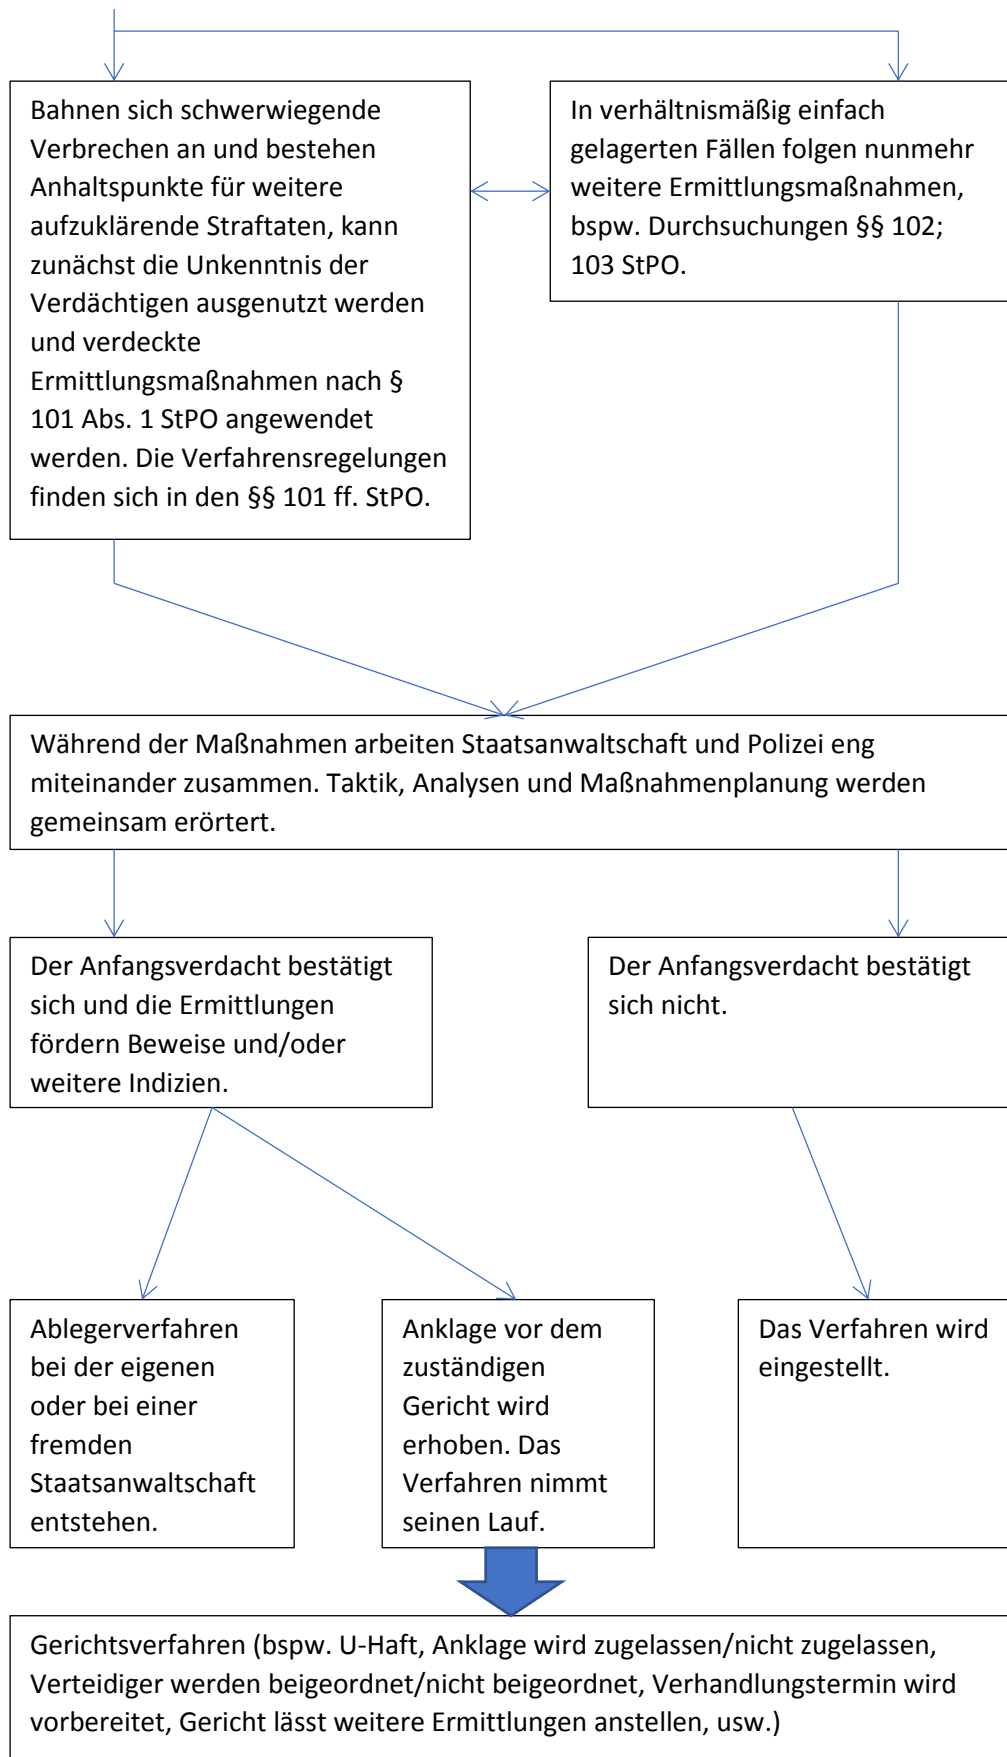 Bahnen sich schwerwiegende
Verbrechen an und bestehen
Anhaltspunkte für weitere
aufzuklärende Straftaten, kann
zunächst die Unkenntnis der
Verdächtigen ausgenutzt werden
und verdeckte
Ermittlungsmaßnahmen nach §
101 Abs. 1 StPO angewendet
werden. Die Verfahrensregelungen
finden sich in den §§ 101 ff. StPO.
In verhältnismäßig einfach
gelagerten Fällen folgen nunmehr
weitere Ermittlungsmaßnahmen,
bspw. Durchsuchungen §§ 102;
103 StPO.
Während der Maßnahmen arbeiten Staatsanwaltschaft und Polizei eng
miteinander zusammen. Taktik, Analysen und Maßnahmenplanung werden
gemeinsam erörtert.
Der Anfangsverdacht bestätigt
sich und die Ermittlungen
fördern Beweise und/oder
weitere Indizien.
Der Anfangsverdacht bestätigt
sich nicht.
Ablegerverfahren
bei der eigenen
oder bei einer
fremden
Staatsanwaltschaft
entstehen.
Anklage vor dem
zuständigen
Gericht wird
erhoben. Das
Verfahren nimmt
seinen Lauf.
Das Verfahren wird
eingestellt.
Gerichtsverfahren (bspw. U-Haft, Anklage wird zugelassen/nicht zugelassen,
Verteidiger werden beigeordnet/nicht beigeordnet, Verhandlungstermin wird
vorbereitet, Gericht lässt weitere Ermittlungen anstellen, usw.)